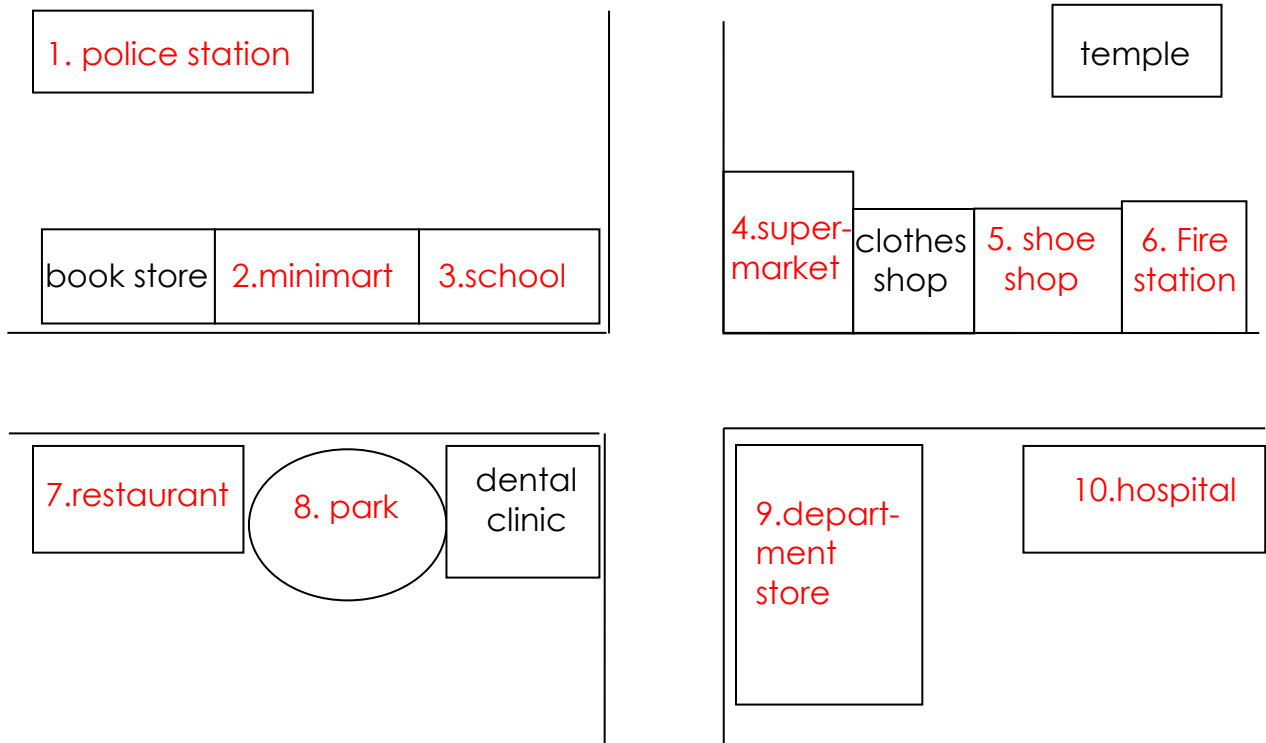 1. police station
temple
book store
2.minimart
3.school
4.super-
market
clothes
shop
5. shoe
shop
6. Fire
station
7.restaurant
8. park
dental
clinic
9.depart-
ment
store
10.hospital